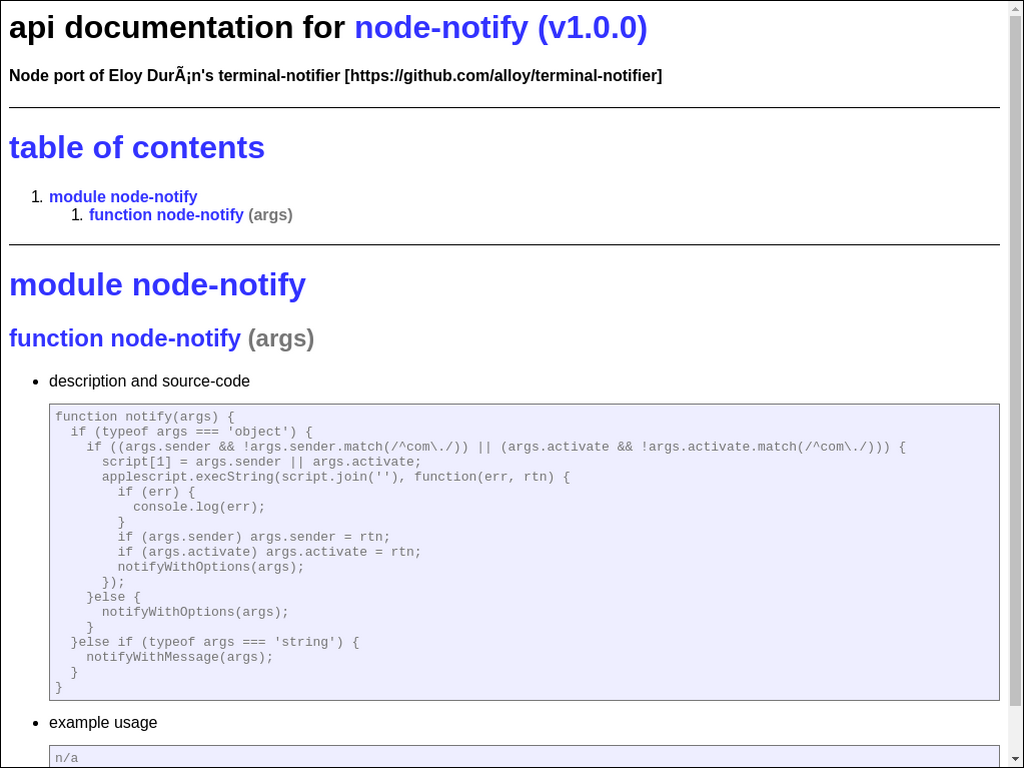 api documentation for node-notify (v1.0.0)
Node port of Eloy DurÃ¡n's terminal-notifier [https://github.com/alloy/terminal-notifier]
table of contents
1. module node-notify
1. function node-notify (args)
module node-notify
function node-notify (args)
• description and source-code
function notify(args) {
  if (typeof args === 'object') {
    if ((args.sender && !args.sender.match(/^com\./)) || (args.activate && !args.activate.match(/^com\./))) {
      script[1] = args.sender || args.activate;
      applescript.execString(script.join(''), function(err, rtn) {
        if (err) {
          console.log(err);
        }
        if (args.sender) args.sender = rtn;
        if (args.activate) args.activate = rtn;
        notifyWithOptions(args);
      });
    }else {
      notifyWithOptions(args);
    }
  }else if (typeof args === 'string') {
    notifyWithMessage(args);
  }
}
• example usage
n/a